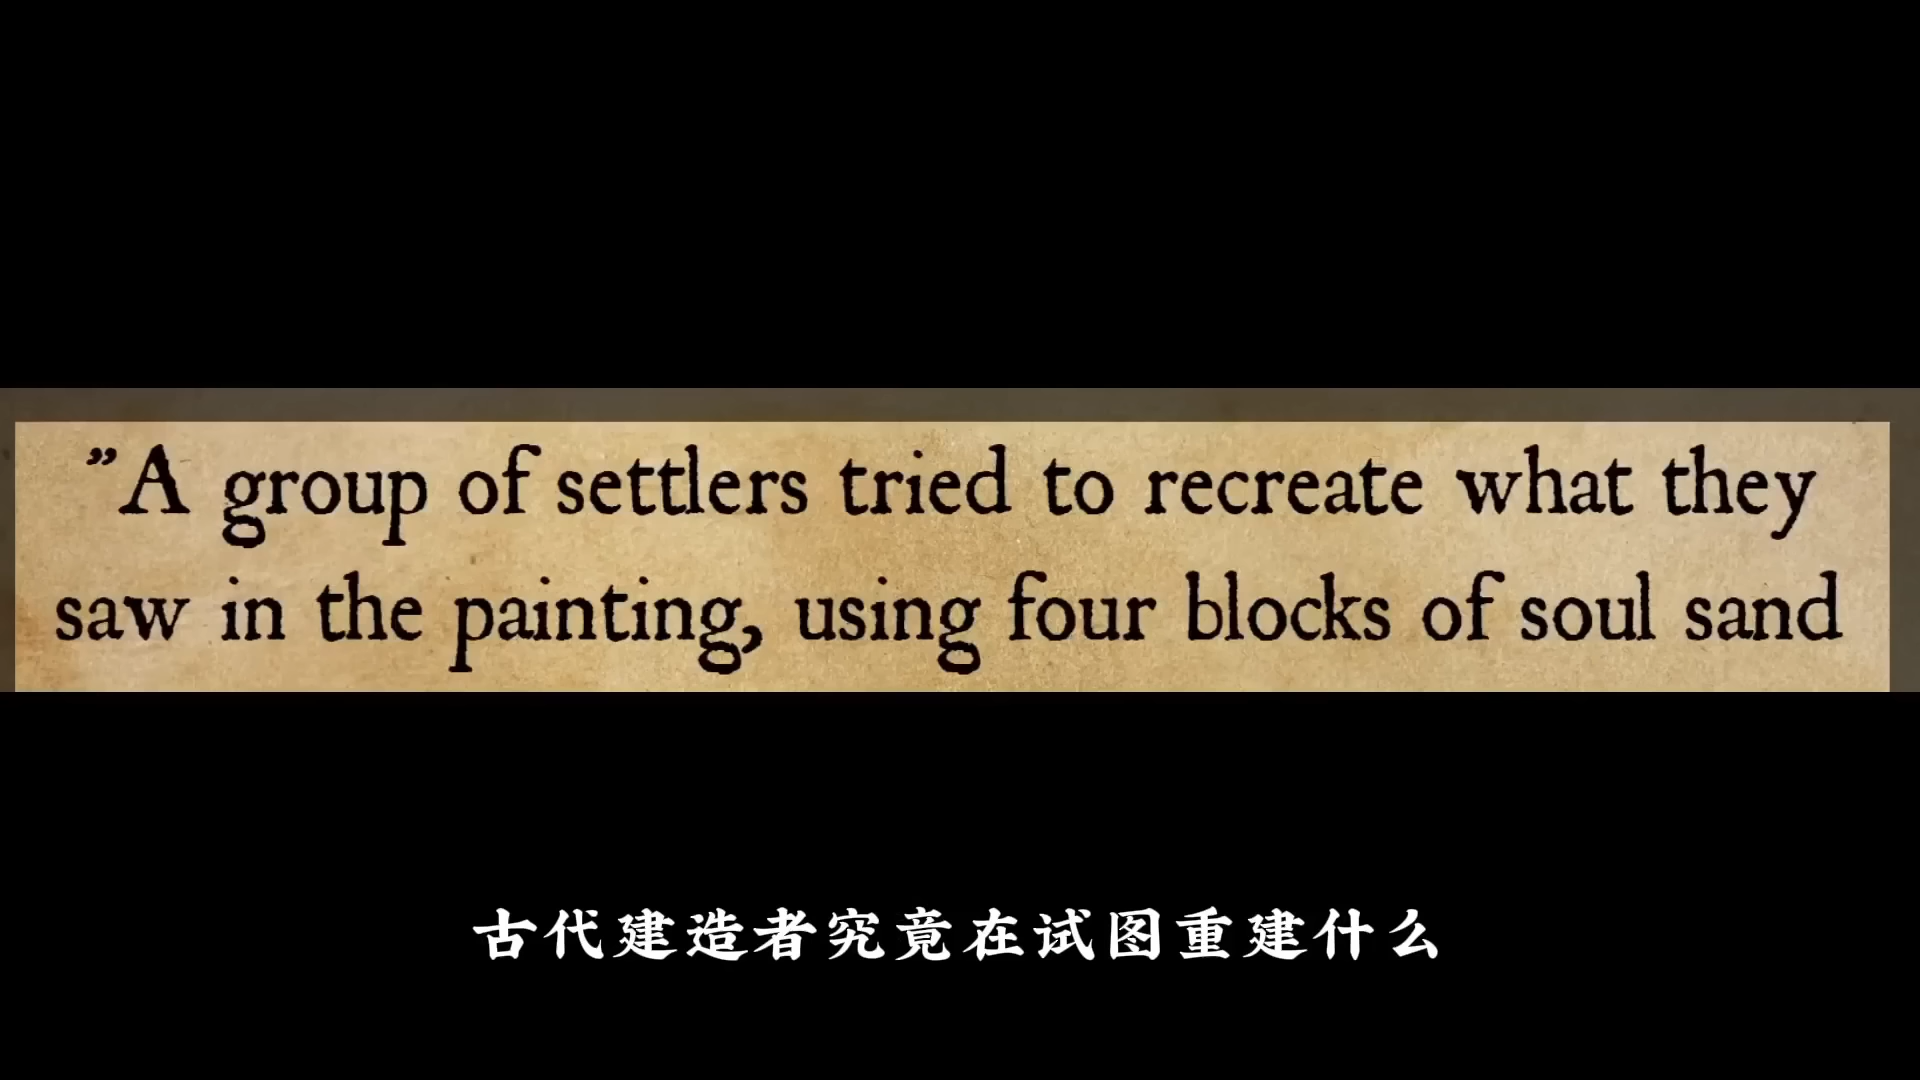 ”A group of settlers tried to recreate what they
saw in the painting, using four blocks of soul sand
古代建造者究竟在试图重建什么